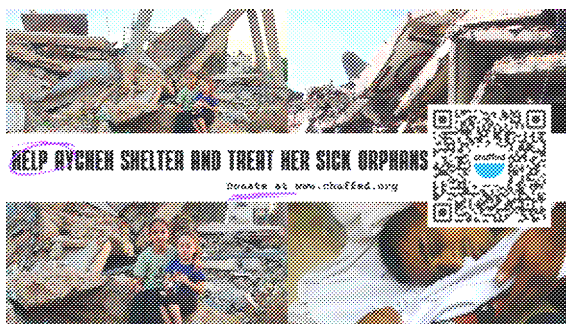 HELP AYCHEH SHELTER AND TREAT HER SICK ORPHANS
chuffed
Donate at www.chuffed.org